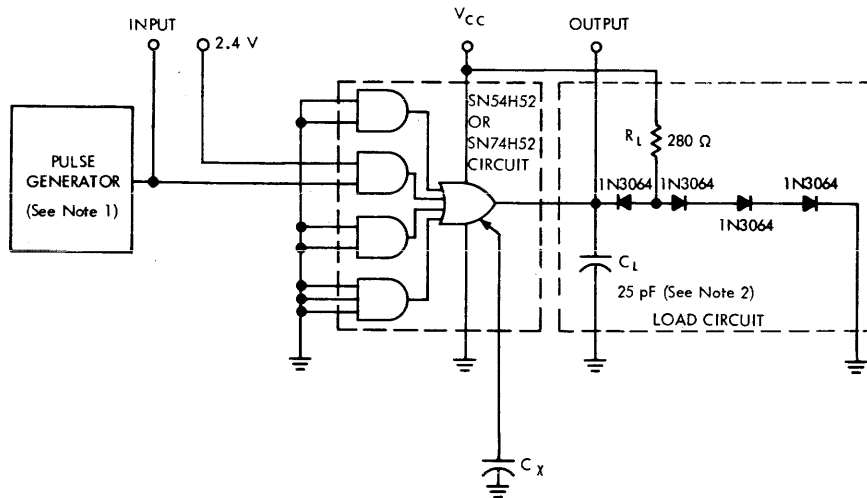 INPUT
2.4 V
VCC
OUTPUT
SN54H52
OR
SN74H52
CIRCUIT
PULSE
GENERATOR
(See Note 1)
RL
280 Ω
1N3064
1N3064
1N3064
1N3064
CL
25 pF (See Note 2)
LOAD CIRCUIT
CX